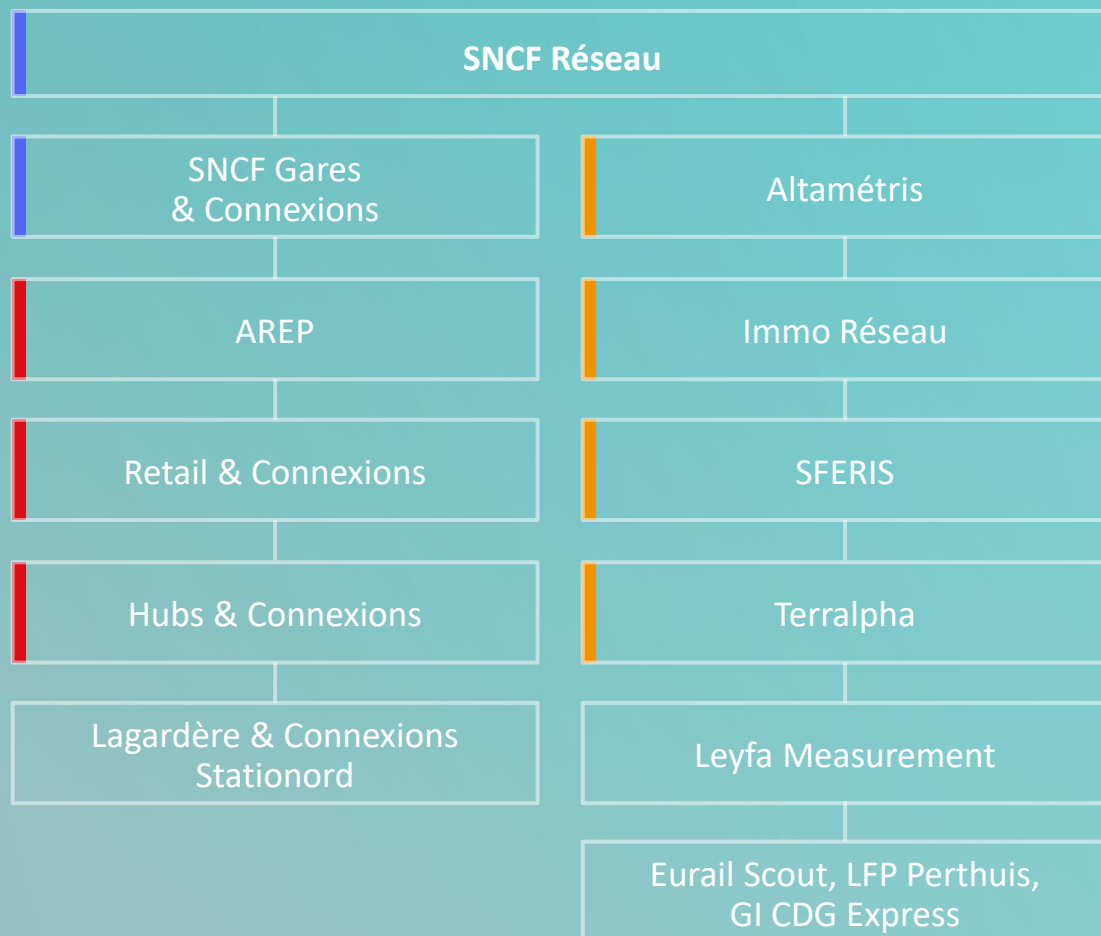 SNCF Réseau
SNCF Gares
& Connexions
AREP
Retail & Connexions
Hubs & Connexions
Lagardère & Connexions
Stationord
Altamétris
Immo Réseau
SFERIS
Terralpha
Leyfa Measurement
Eurail Scout, LFP Perthuis,
GI CDG Express